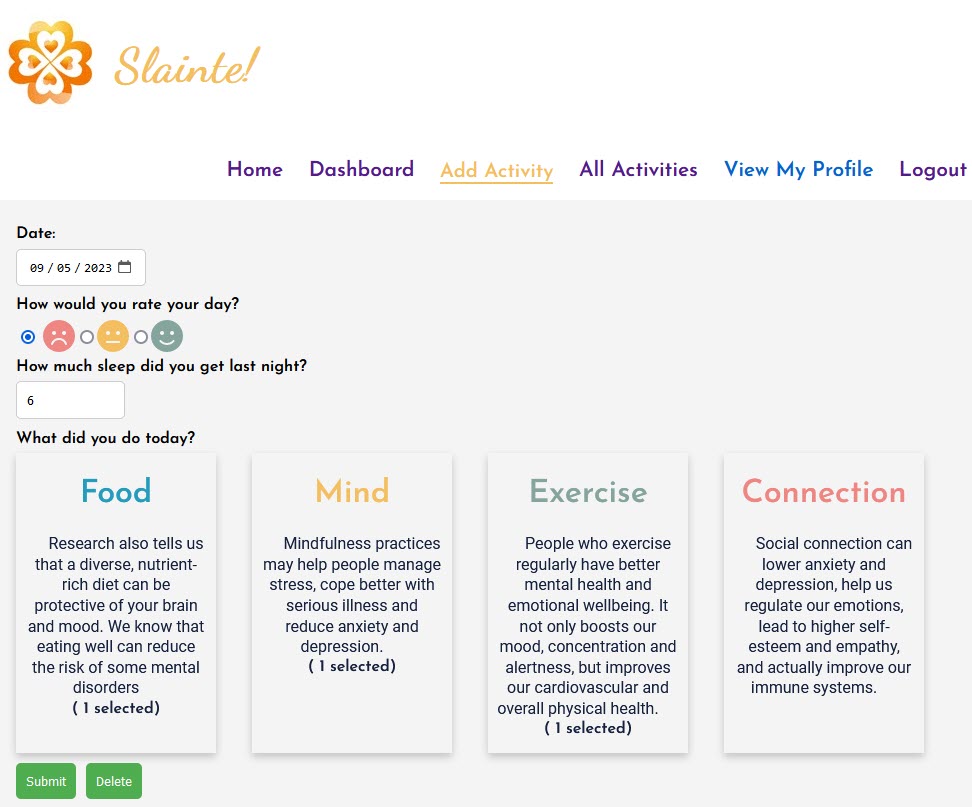 Slainte!
Home Dashboard Add Activity All Activities View My Profile Logout
Date:
09 / 05 / 2023
How would you rate your day?
How much sleep did you get last night?
6
What did you do today?
Food
Research also tells us
that a diverse, nutrient-
rich diet can be
protective of your brain
and mood. We know that
eating well can reduce
the risk of some mental
disorders
( 1 selected)
Mind
Mindfulness practices
may help people manage
stress, cope better with
serious illness and
reduce anxiety and
depression.
( 1 selected)
Exercise
People who exercise
regularly have better
mental health and
emotional wellbeing. It
not only boosts our
mood, concentration and
alertness, but improves
our cardiovascular and
overall physical health.
( 1 selected)
Connection
Social connection can
lower anxiety and
depression, help us
regulate our emotions,
lead to higher self-
esteem and empathy,
and actually improve our
immune systems.
Submit Delete